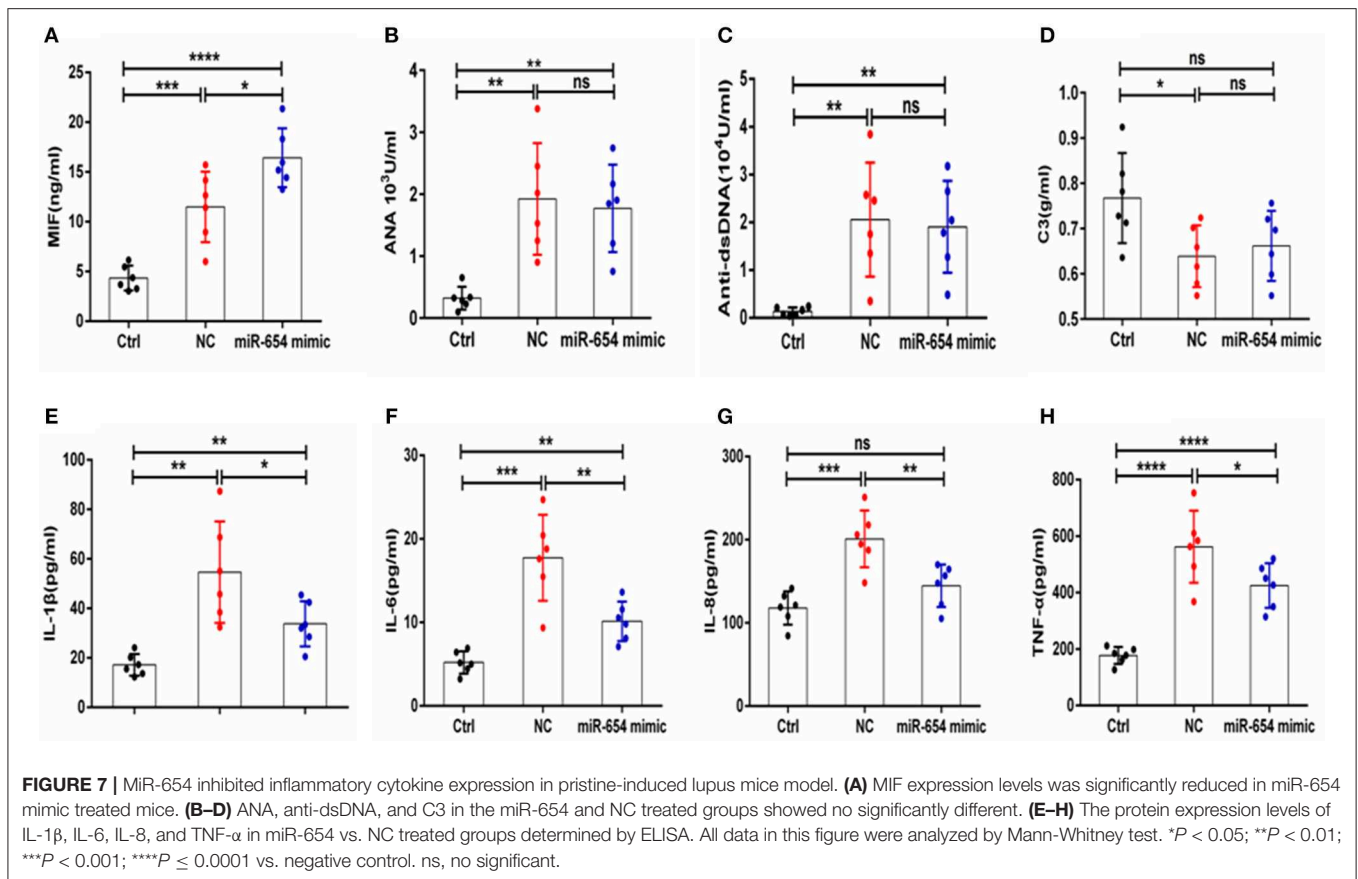 A
****
***
*
MIF(ng/ml)
25
20
15
10
5
0
Ctrl
NC
miR-654 mimic
B
**
**
ns
ANA 10³U/ml
4
3
2
1
0
Ctrl
NC
miR-654 mimic
C
**
**
ns
Anti-dsDNA(10⁴U/ml)
5
4
3
2
1
0
Ctrl
NC
miR-654 mimic
D
ns
*
ns
C3(g/ml)
1.0
0.9
0.8
0.7
0.6
0.5
Ctrl
NC
miR-654 mimic
E
**
**
*
IL-1β(pg/ml)
100
80
60
40
20
0
F
**
***
**
IL-6(pg/ml)
30
20
10
0
Ctrl
NC
miR-654 mimic
G
ns
***
**
IL-8(pg/ml)
300
200
100
0
Ctrl
NC
miR-654 mimic
H
****
****
*
TNF-α(pg/ml)
800
600
400
200
0
Ctrl
NC
miR-654 mimic
FIGURE 7 | MiR-654 inhibited inflammatory cytokine expression in pristine-induced lupus mice model. (A) MIF expression levels was significantly reduced in miR-654
mimic treated mice. (B–D) ANA, anti-dsDNA, and C3 in the miR-654 and NC treated groups showed no significantly different. (E–H) The protein expression levels of
IL-1β, IL-6, IL-8, and TNF-α in miR-654 vs. NC treated groups determined by ELISA. All data in this figure were analyzed by Mann-Whitney test. *P < 0.05; **P < 0.01;
***P < 0.001; ****P ≤ 0.0001 vs. negative control. ns, no significant.